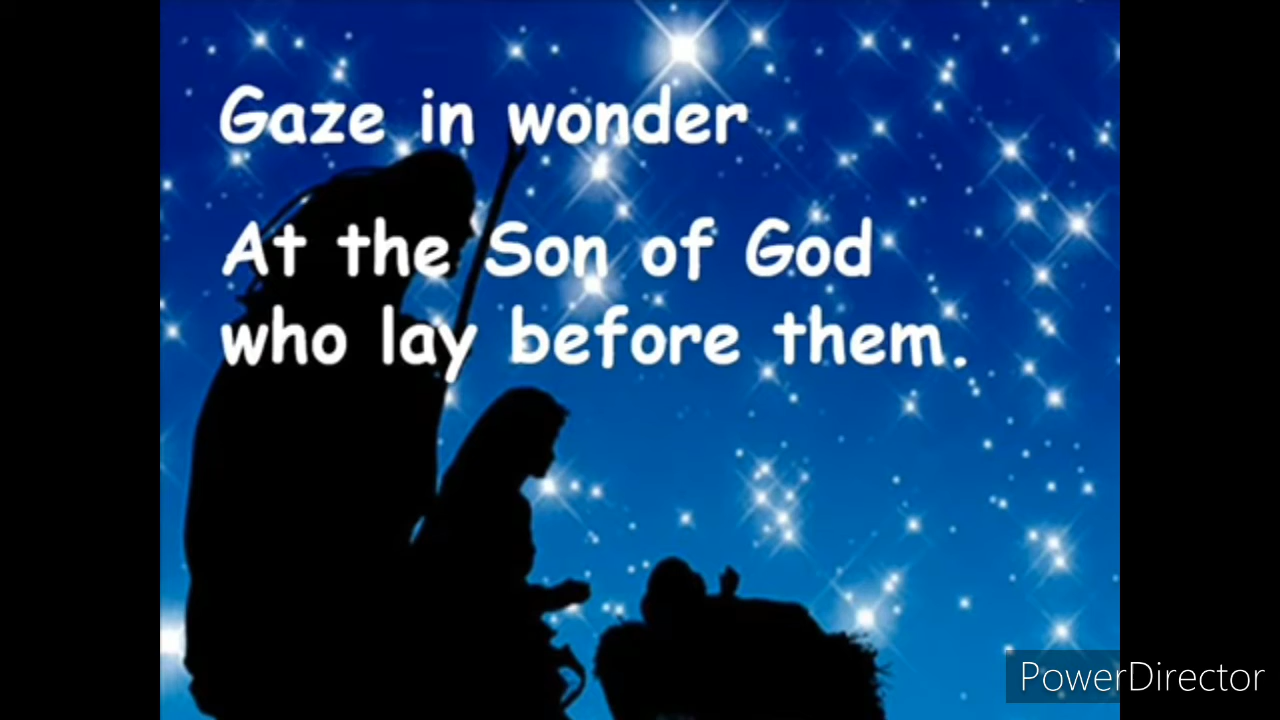 Gaze in wonder
At the Son of God
who lay before them.
PowerDirector